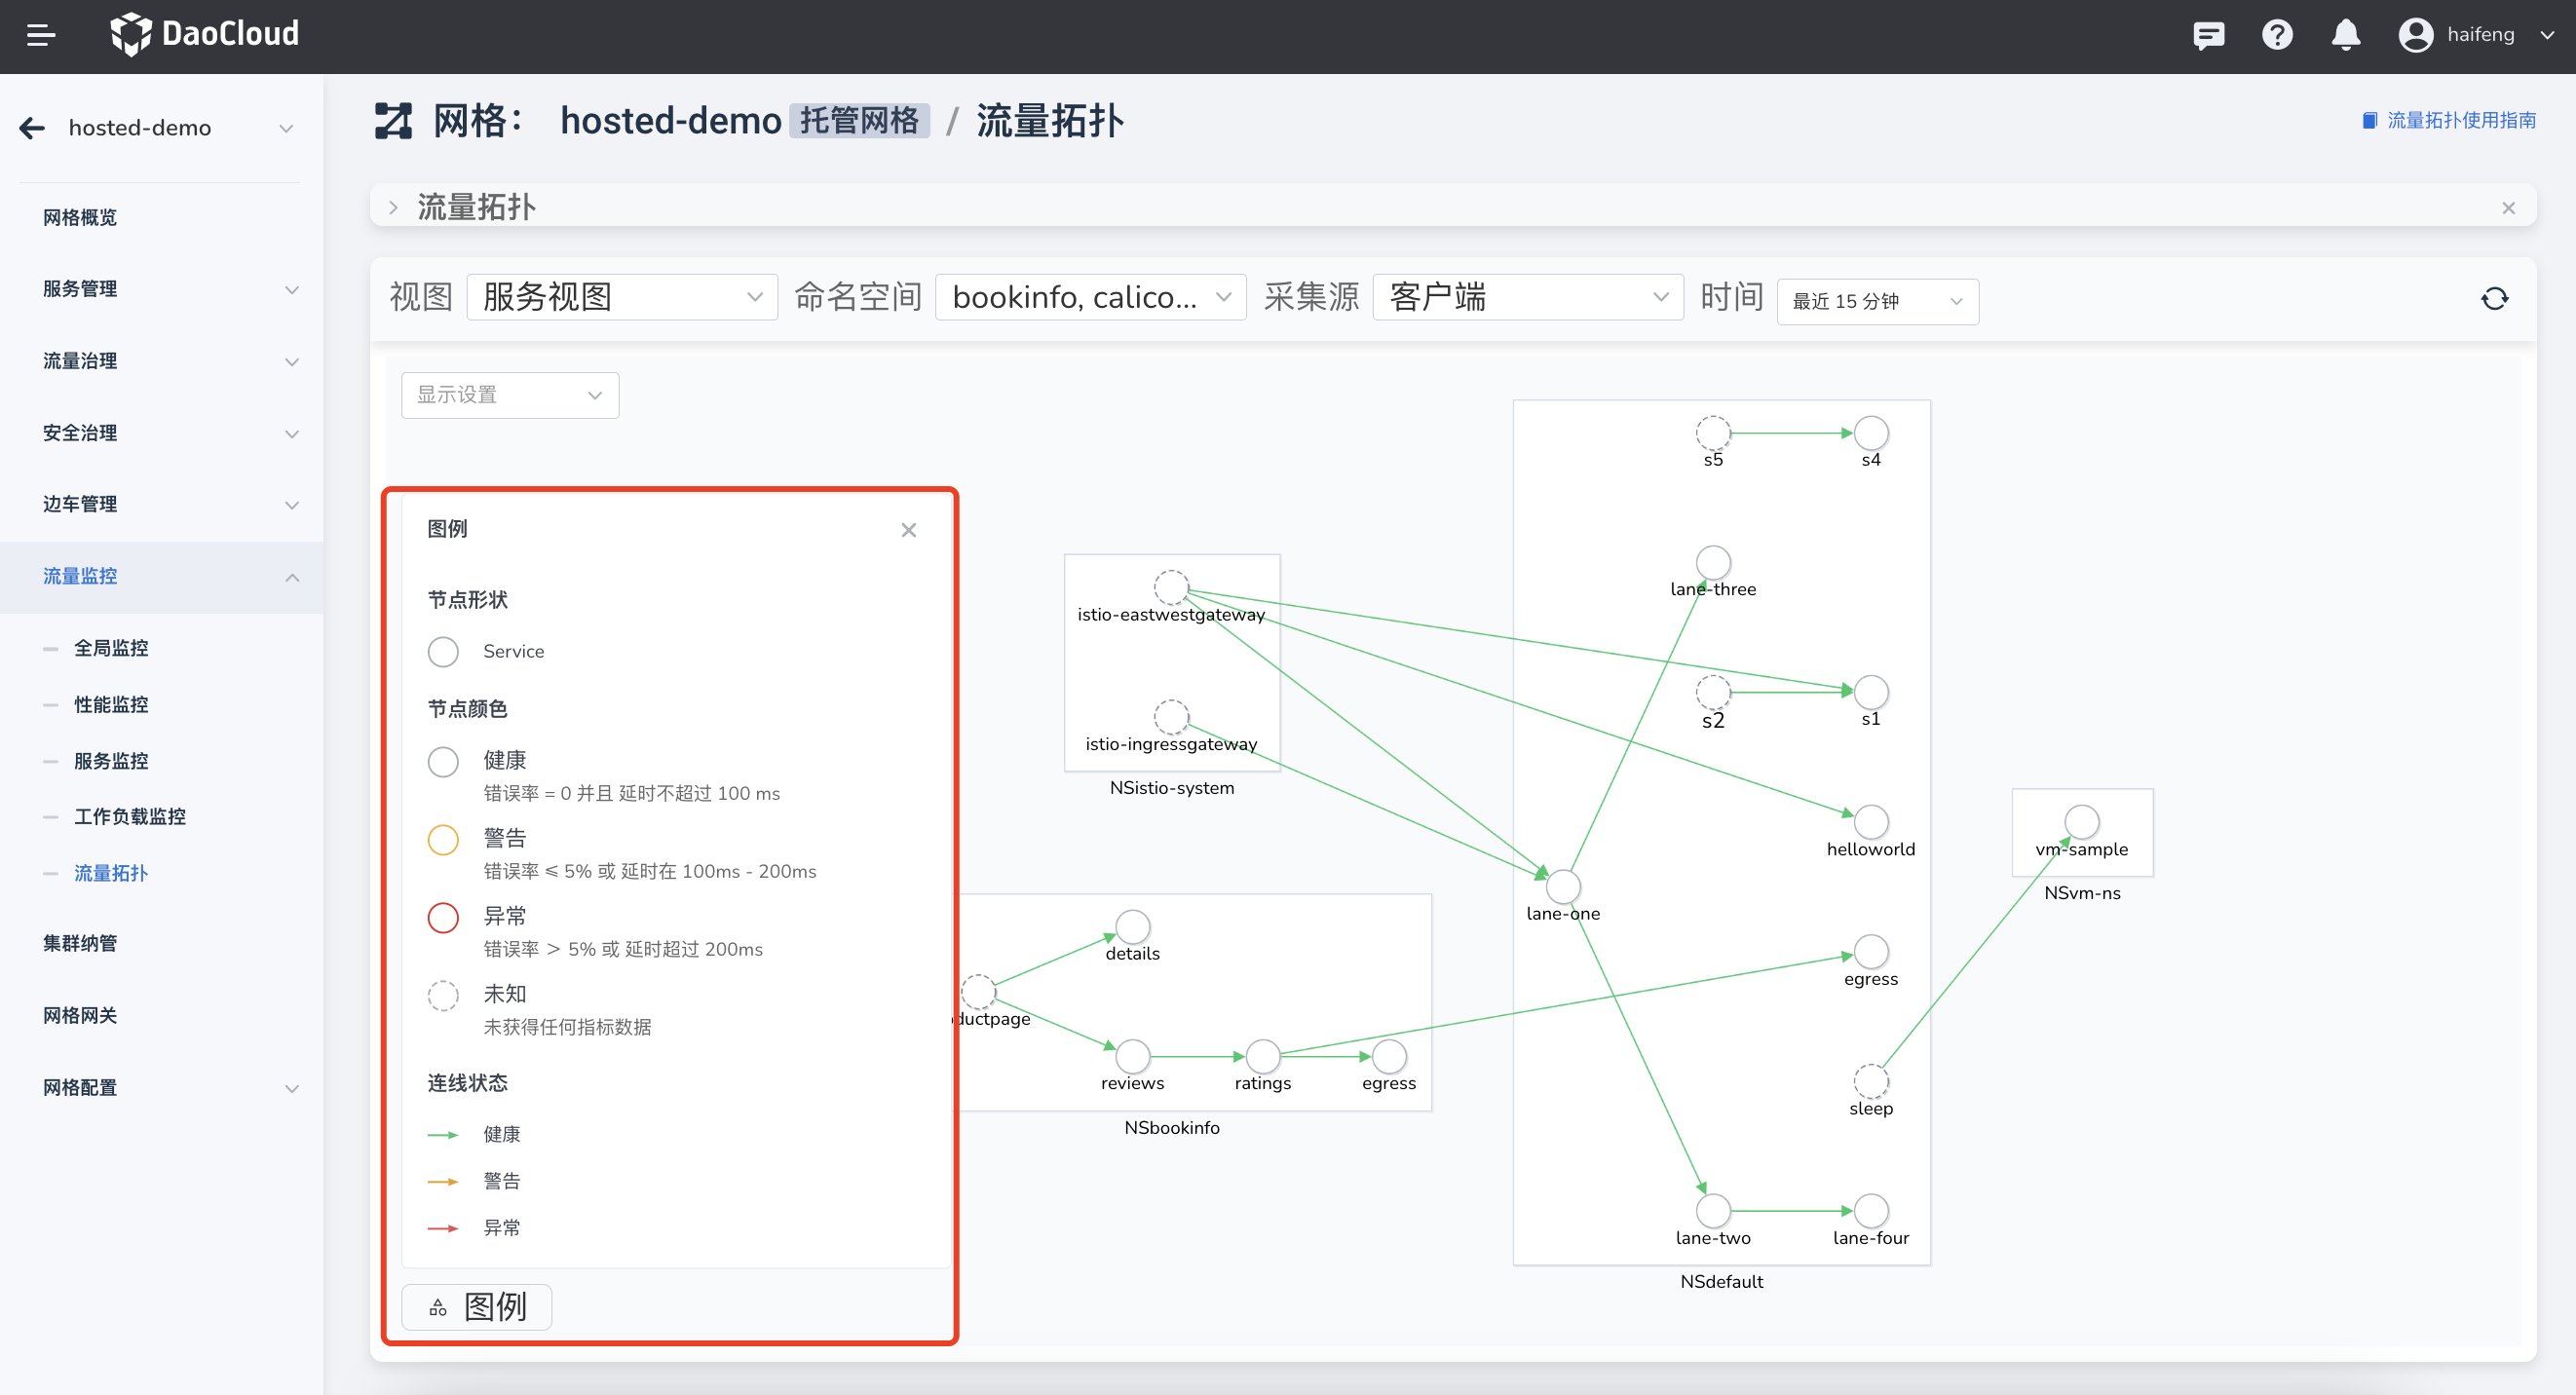 DaoCloud
haifeng
hosted-demo
网格概览
服务管理
流量治理
安全治理
边车管理
流量监控
全局监控
性能监控
服务监控
工作负载监控
流量拓扑
集群纳管
网格网关
网格配置
网格： hosted-demo 托管网格 / 流量拓扑
流量拓扑使用指南
流量拓扑
视图 服务视图 命名空间 bookinfo, calico... 采集源 客户端 时间 最近 15 分钟
显示设置
图例
节点形状
Service
节点颜色
健康
错误率 = 0 并且 延时不超过 100 ms
警告
错误率 ≤ 5% 或 延时在 100ms - 200ms
异常
错误率 > 5% 或 延时超过 200ms
未知
未获得任何指标数据
连线状态
健康
警告
异常
图例
istio-eastwestgateway
istio-ingressgateway
NSistio-system
details
ductpage
reviews
ratings
egress
NSbookinfo
s5
s4
lane-three
s2
s1
helloworld
lane-one
egress
sleep
lane-two
lane-four
NSdefault
vm-sample
NSvm-ns